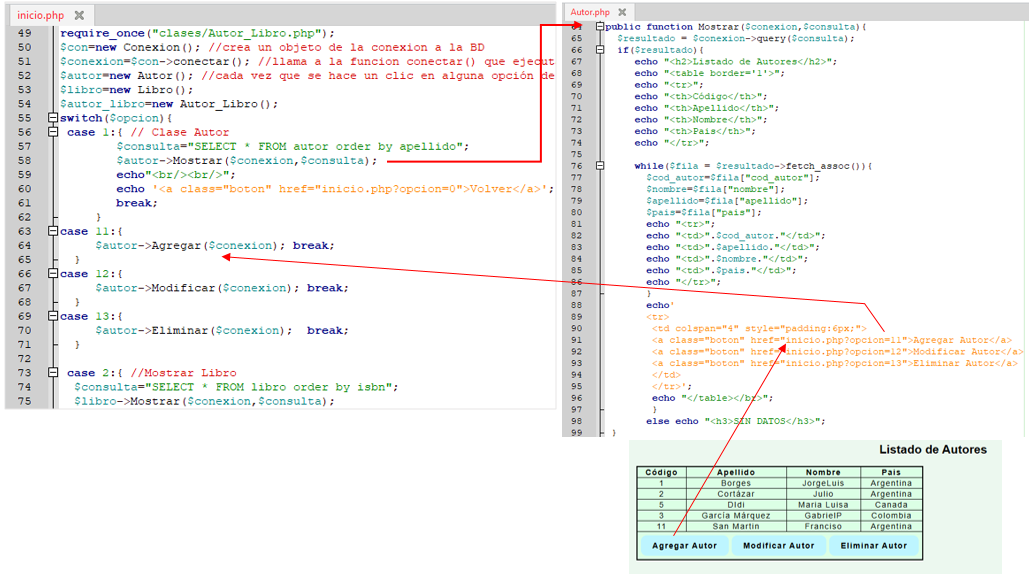 inicio.php
49 require_once("clases/Autor_Libro.php");
50 $con=new Conexion(); //crea un objeto de la conexion a la BD
51 $conexion=$con->conectar(); //llama a la funcion conectar() que ejecut
52 $autor=new Autor(); //cada vez que se hace un clic en alguna opción de
53 $libro=new Libro();
54 $autor_libro=new Autor_Libro();
55 switch($opcion){
56 case 1:{ // Clase Autor
57 $consulta="SELECT * FROM autor order by apellido";
58 $autor->Mostrar($conexion,$consulta);
59 echo"<br/><br/>";
60 echo '<a class="boton" href="inicio.php?opcion=0">Volver</a>';
61 break;
62 }
63 case 11:{
64 $autor->Agregar($conexion); break;
65 }
66 case 12:{
67 $autor->Modificar($conexion); break;
68 }
69 case 13:{
70 $autor->Eliminar($conexion); break;
71 }
72
73 case 2:{ //Mostrar Libro
74 $consulta="SELECT * FROM libro order by isbn";
75 $libro->Mostrar($conexion,$consulta);
Autor.php
64 public function Mostrar($conexion,$consulta){
65 $resultado = $conexion->query($consulta);
66 if($resultado){
67 echo "<h2>Listado de Autores</h2>";
68 echo "<table border='1'>";
69 echo "<tr>";
70 echo "<th>Código</th>";
71 echo "<th>Apellido</th>";
72 echo "<th>Nombre</th>";
73 echo "<th>Pais</th>";
74 echo "</tr>";
75
76 while($fila = $resultado->fetch_assoc()){
77 $cod_autor=$fila["cod_autor"];
78 $nombre=$fila["nombre"];
79 $apellido=$fila["apellido"];
80 $pais=$fila["pais"];
81 echo "<tr>";
82 echo "<td>".$cod_autor."</td>";
83 echo "<td>".$apellido."</td>";
84 echo "<td>".$nombre."</td>";
85 echo "<td>".$pais."</td>";
86 echo "</tr>";
87 }
88 echo'
89 <tr>
90 <td colspan="4" style="padding:6px;">
91 <a class="boton" href="inicio.php?opcion=11">Agregar Autor</a>
92 <a class="boton" href="inicio.php?opcion=12">Modificar Autor</a>
93 <a class="boton" href="inicio.php?opcion=13">Eliminar Autor</a>
94 </td>
95 </tr>';
96 echo "</table></br>";
97 }
98 else echo "<h3>SIN DATOS</h3>";
99 }
Listado de Autores
Código Apellido Nombre Pais
1 Borges JorgeLuis Argentina
2 Cortázar Julio Argentina
5 Dldi Maria Luisa Canada
3 García Márquez GabrielP Colombia
11 San Martin Franciso Argentina
Agregar Autor Modificar Autor Eliminar Autor